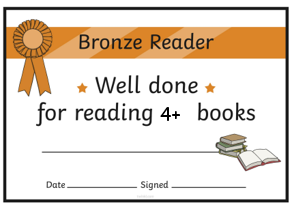 Bronze Reader
Well done
for reading 4+ books
Date Signed